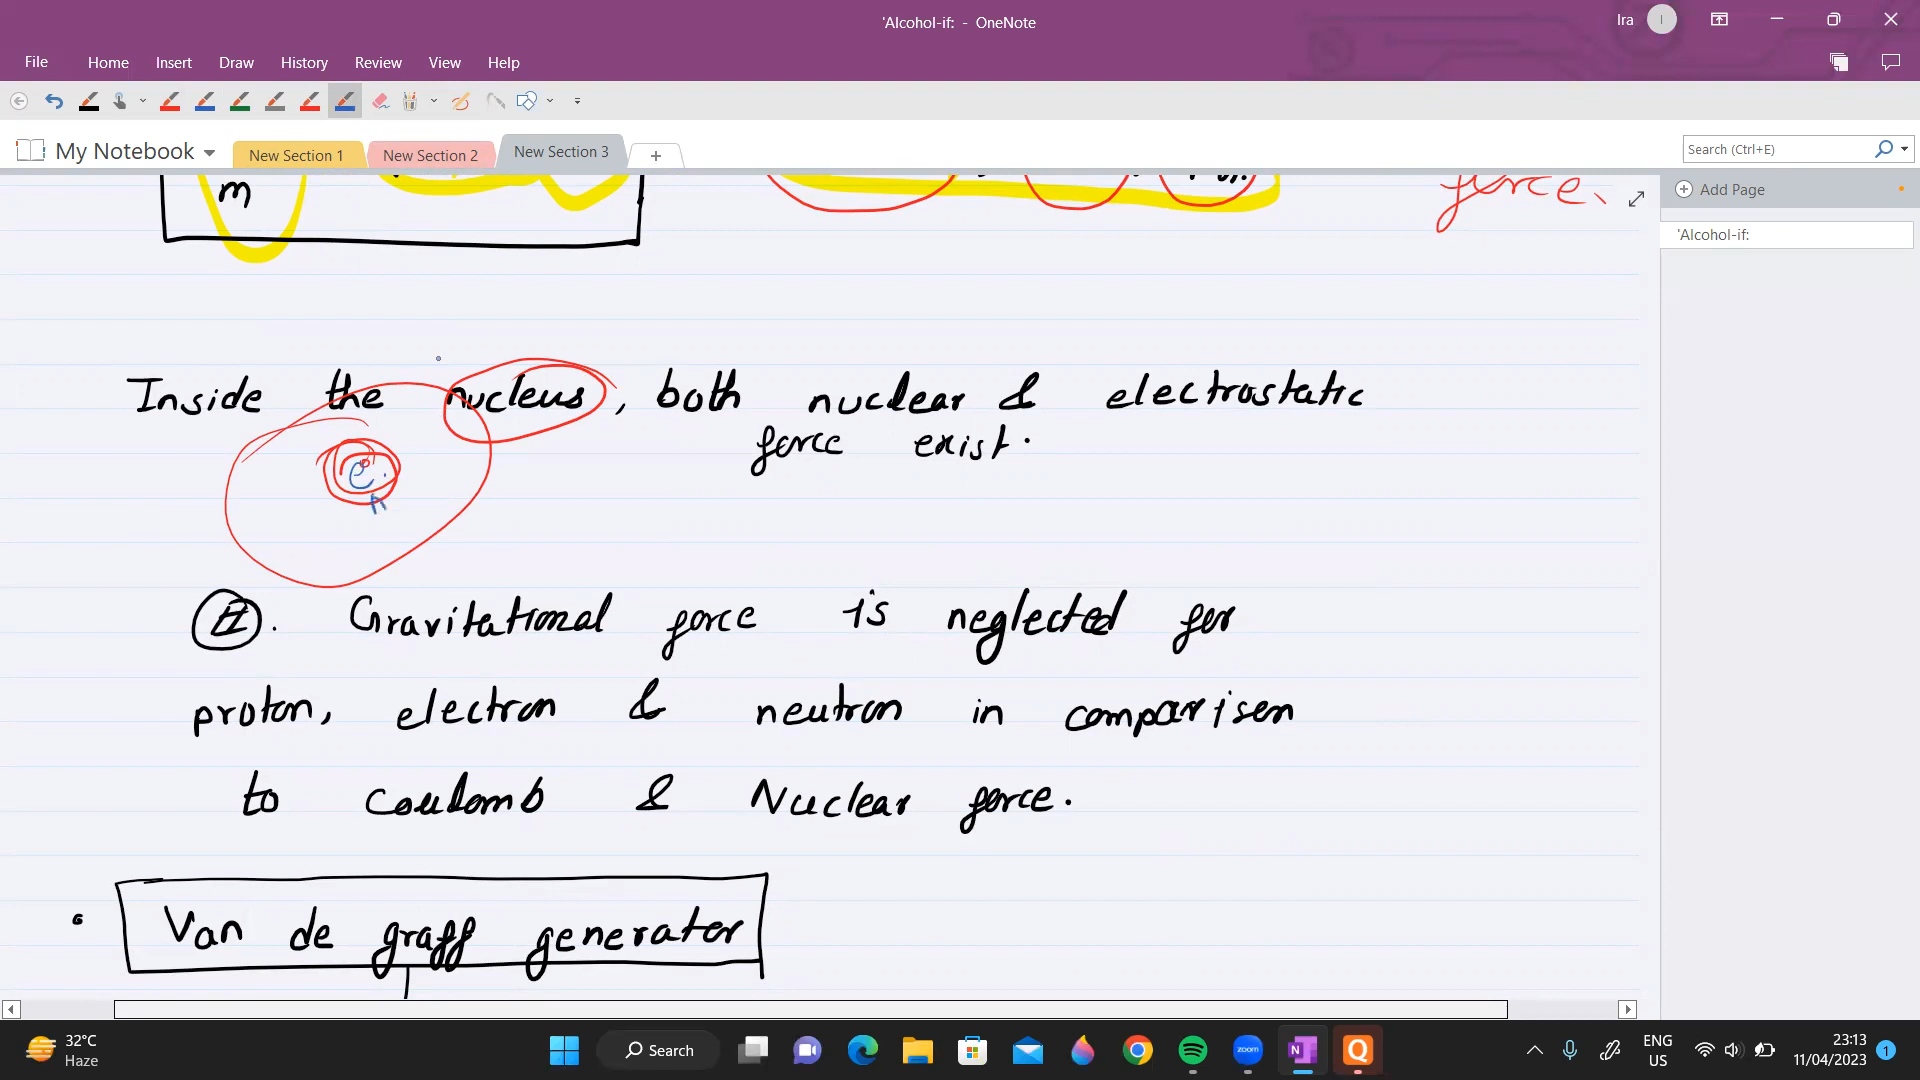 'Alcohol-if: - OneNote
Ira I
File Home Insert Draw History Review View Help
My Notebook New Section 1 New Section 2 New Section 3
Search (Ctrl+E)
Add Page
'Alcohol-if:
m
force.
Inside the nucleus, both nuclear & electrostatic
force exist.
e
n
II. Gravitational force is neglected for
proton, electron & neutron in comparison
to Coulomb & Nuclear force.
Van de graff generator
32°C
Haze
Search
zoom
ENG
US
23:13
11/04/2023
1